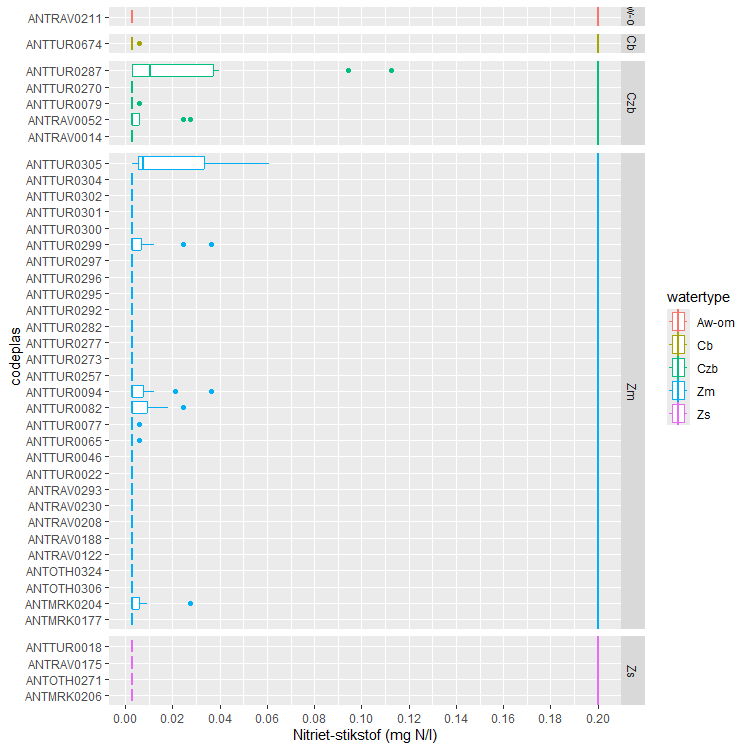 ANTRAV0211
w-o
ANTTUR0674
Cb
ANTTUR0287
ANTTUR0270
ANTTUR0079
ANTRAV0052
ANTRAV0014
Czb
ANTTUR0305
ANTTUR0304
ANTTUR0302
ANTTUR0301
ANTTUR0300
ANTTUR0299
ANTTUR0297
ANTTUR0296
ANTTUR0295
ANTTUR0292
ANTTUR0282
ANTTUR0277
ANTTUR0273
ANTTUR0257
ANTTUR0094
ANTTUR0082
ANTTUR0077
ANTTUR0065
ANTTUR0046
ANTTUR0022
ANTRAV0293
ANTRAV0230
ANTRAV0208
ANTRAV0188
ANTRAV0122
ANTOTH0324
ANTOTH0306
ANTMRK0204
ANTMRK0177
Zm
ANTTUR0018
ANTRAV0175
ANTOTH0271
ANTMRK0206
Zs
codeplas
0.00 0.02 0.04 0.06 0.08 0.10 0.12 0.14 0.16 0.18 0.20
Nitriet-stikstof (mg N/l)
watertype
Aw-om
Cb
Czb
Zm
Zs